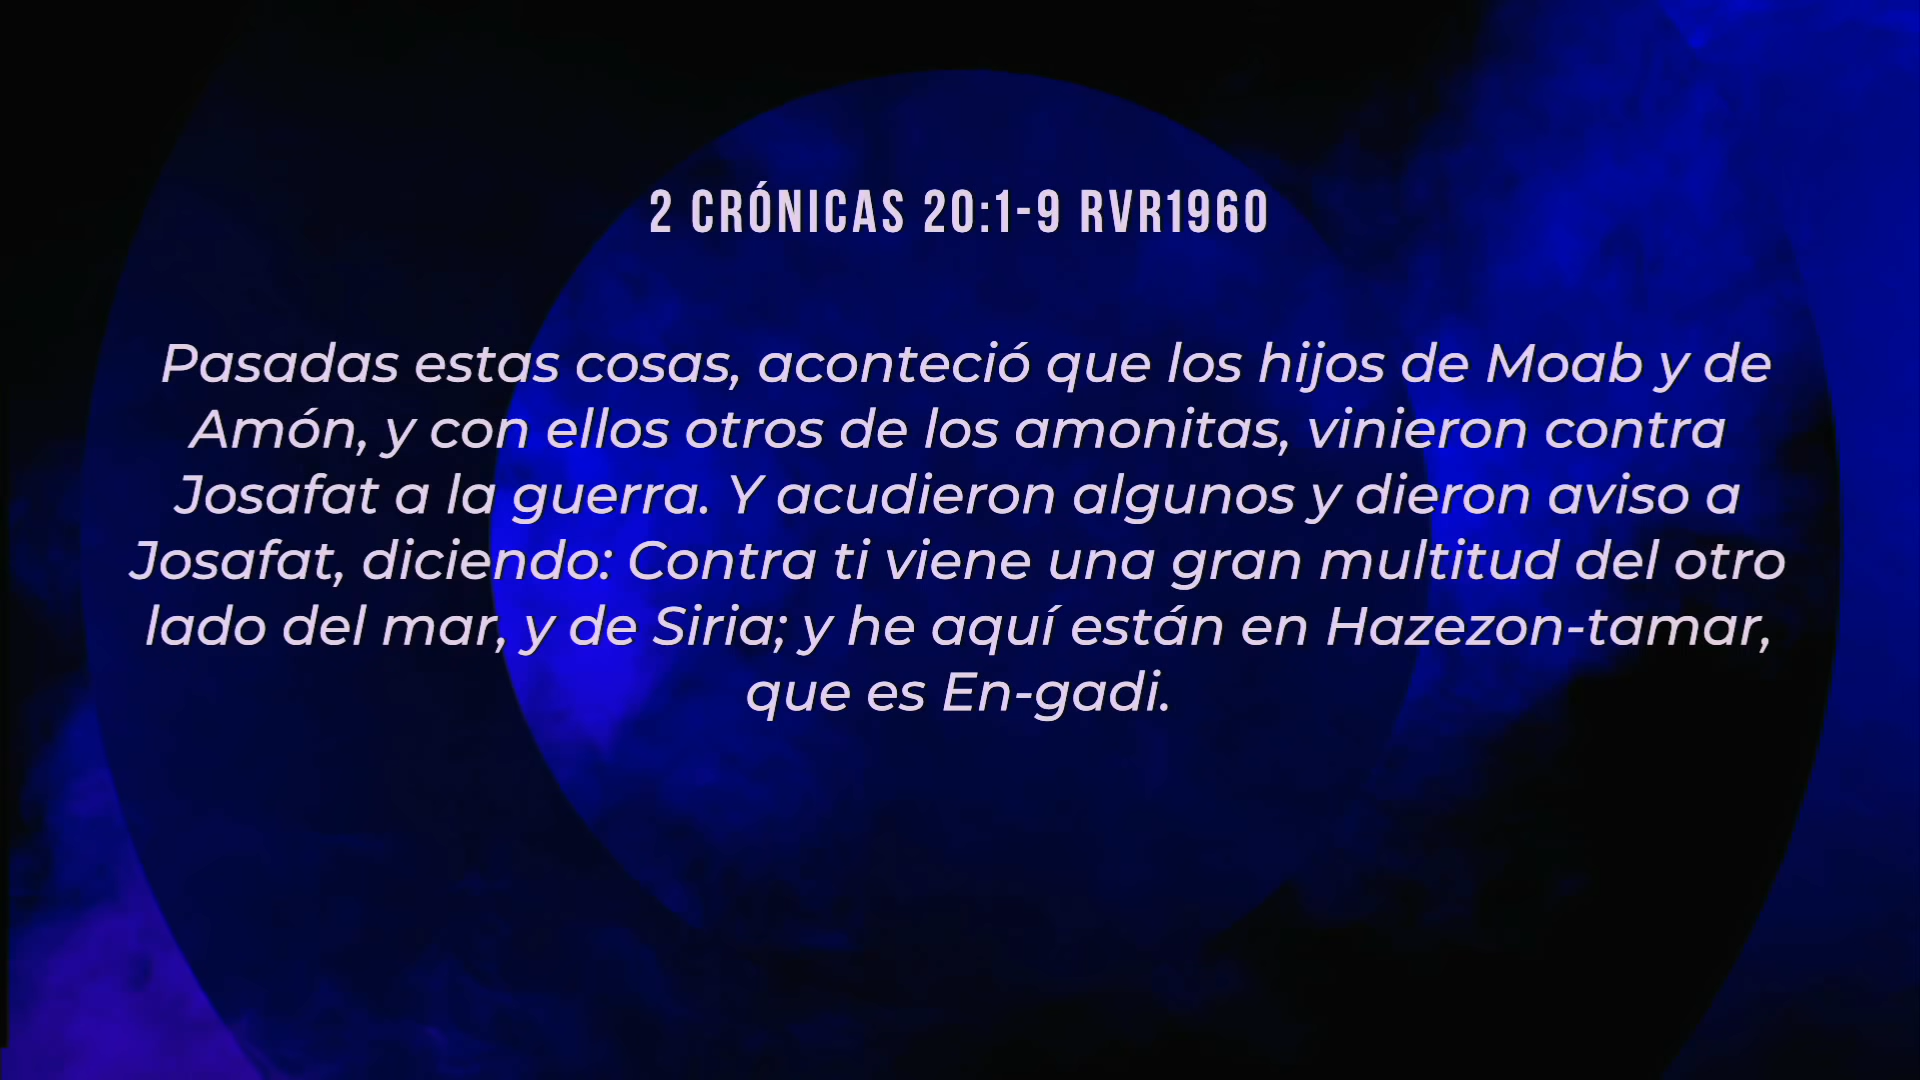 2 CRÓNICAS 20:1-9 RVR1960
Pasadas estas cosas, aconteció que los hijos de Moab y de
Amón, y con ellos otros de los amonitas, vinieron contra
Josafat a la guerra. Y acudieron algunos y dieron aviso a
Josafat, diciendo: Contra ti viene una gran multitud del otro
lado del mar, y de Siria; y he aquí están en Hazezon-tamar,
que es En-gadi.